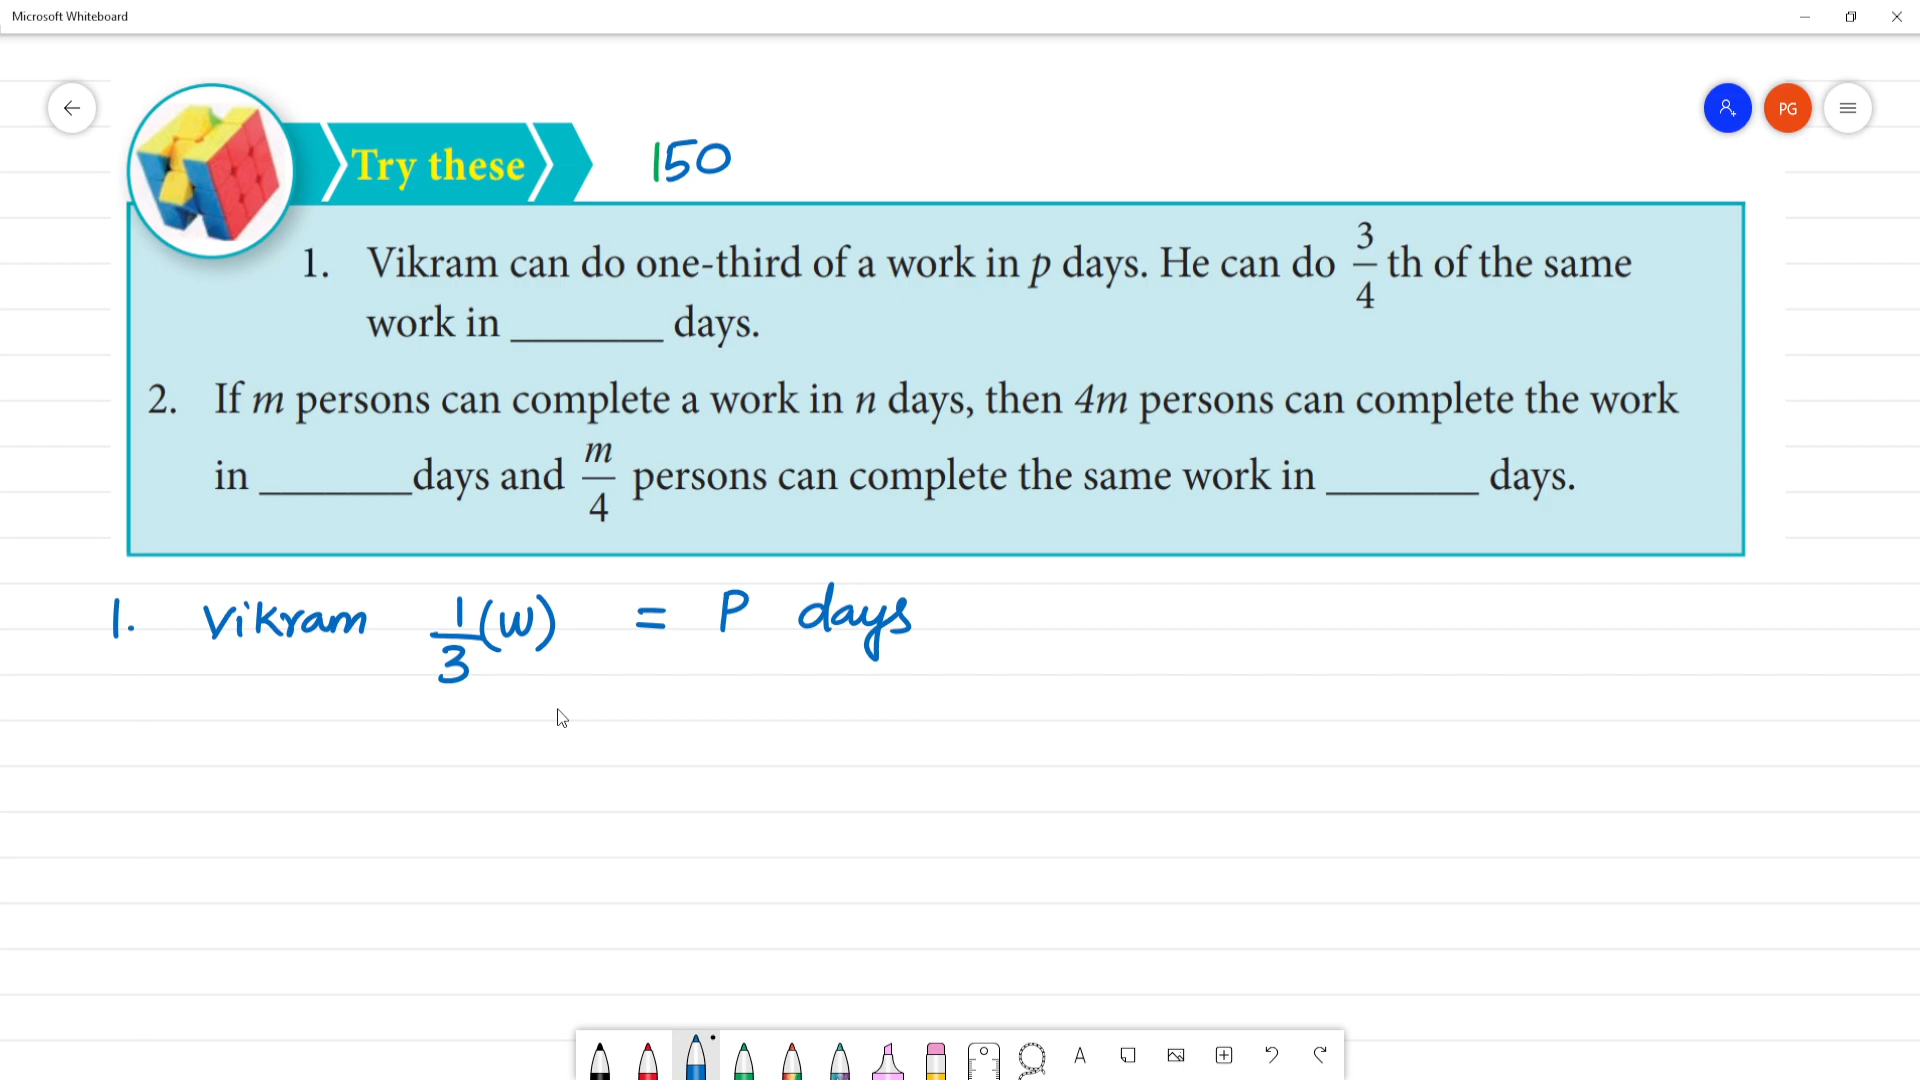 Microsoft Whiteboard
PG
Try these 150
1. Vikram can do one-third of a work in p days. He can do 3/4 th of the same
work in ________ days.
2. If m persons can complete a work in n days, then 4m persons can complete the work
in ________days and m/4 persons can complete the same work in ________ days.
1. Vikram 1/3 (W) = P days
A